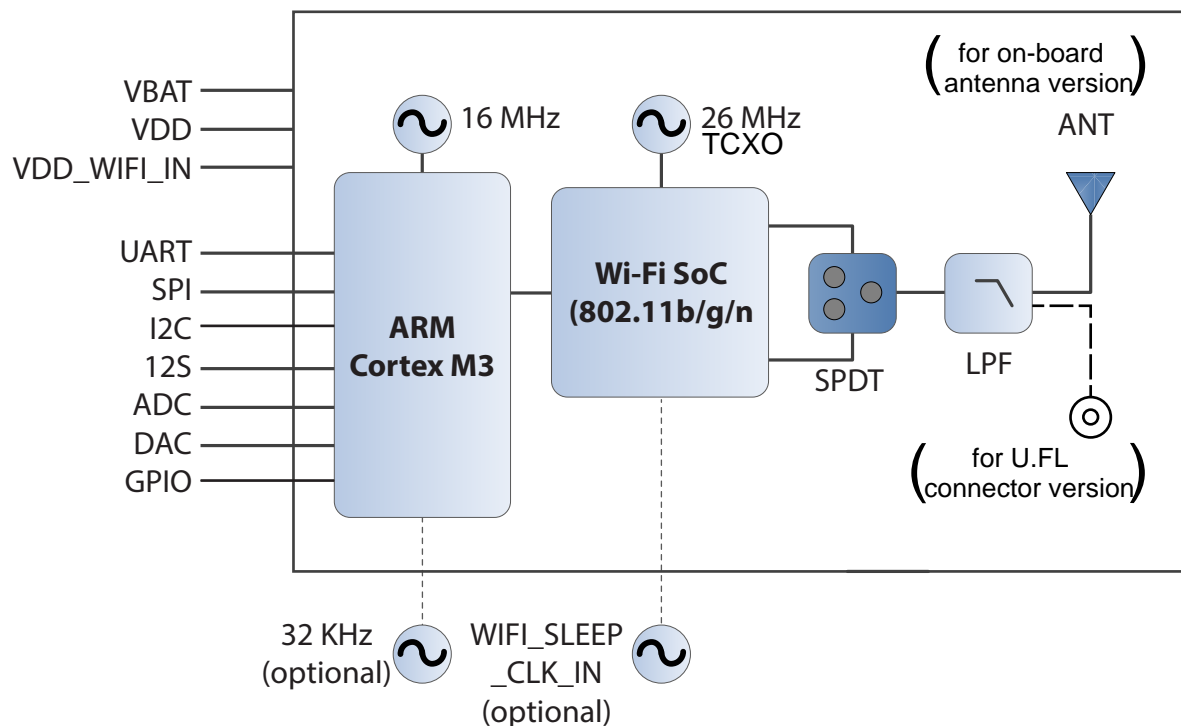 (for on-board
antenna version)
ANT
VBAT
VDD
VDD_WIFI_IN
16 MHz
26 MHz
TCXO
UART
SPI
I2C
12S
ADC
DAC
GPIO
ARM
Cortex M3
Wi-Fi SoC
(802.11b/g/n
SPDT
LPF
(for U.FL
connector version)
32 KHz
(optional)
WIFI_SLEEP
_CLK_IN
(optional)